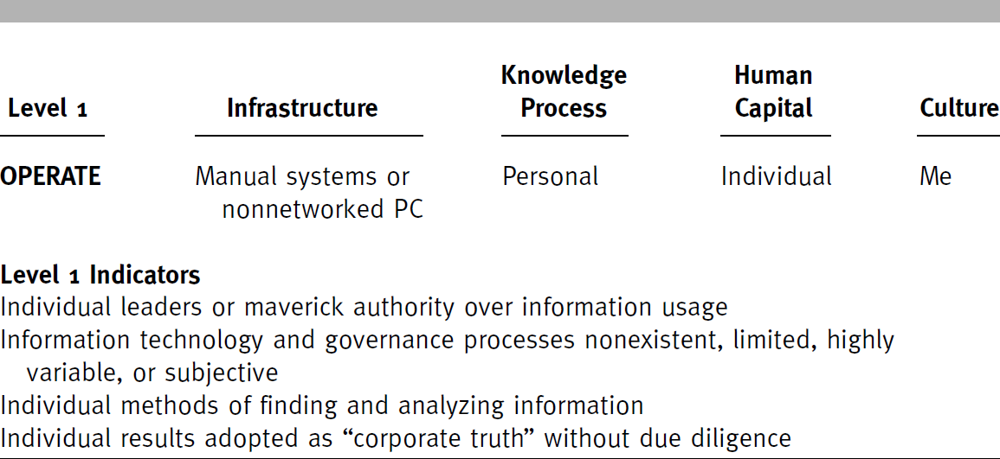 Knowledge Human
Level 1 Infrastructure Process Capital Culture
OPERATE Manual systems or Personal Individual Me
nonnetworked PC
Level 1 Indicators
Individual leaders or maverick authority over information usage
Information technology and governance processes nonexistent, limited, highly
variable, or subjective
Individual methods of finding and analyzing information
Individual results adopted as “corporate truth” without due diligence